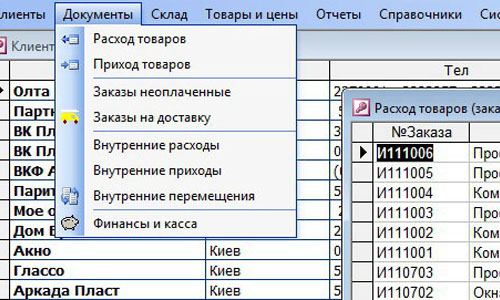 лиенты Документы Склад Товары и цены Отчеты Справочники Сист
Клиен
Расход товаров
Приход товаров
Заказы неоплаченные
Заказы на доставку
Внутренние расходы
Внутренние приходы
Внутренние перемещения
Финансы и касса
Тел
Олта
Партн
ВК Пл
ВК Пл
ВКФ А
Парит
Мое о
Дом В
Акно Киев
Глассо Киев
Аркада Пласт Киев
Расход товаров (зака
№Заказа
И111006 Про
И111005 Про
И111004 Ком
И111003 Про
И111002 Ком
И111001 Ком
И110703 Про
И110702 Окн